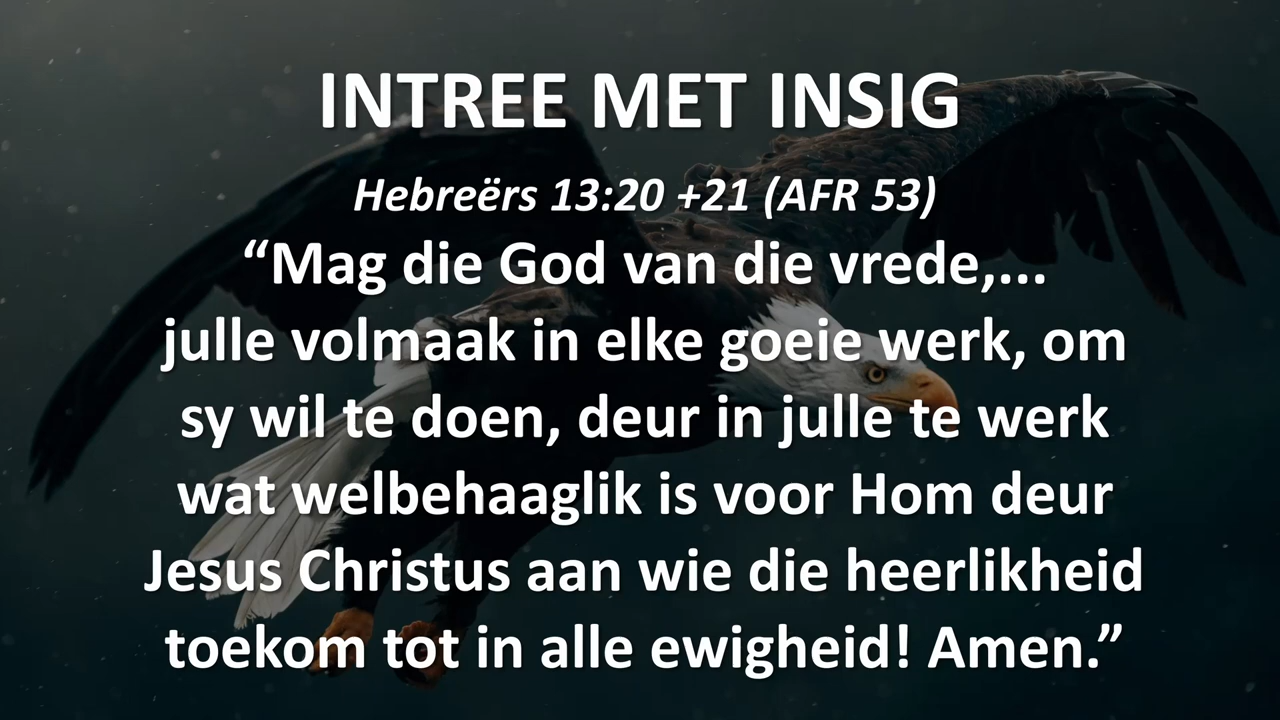 INTREE MET INSIG
Hebreërs 13:20 +21 (AFR 53)
“Mag die God van die vrede,...
julle volmaak in elke goeie werk, om
sy wil te doen, deur in julle te werk
wat welbehaaglik is voor Hom deur
Jesus Christus aan wie die heerlikheid
toekom tot in alle ewigheid! Amen.”